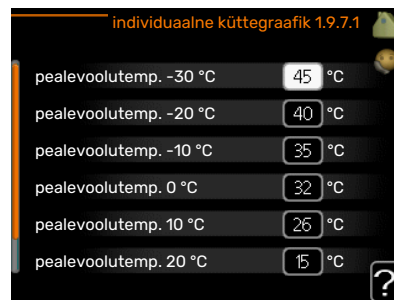 individuaalne küttegraafik 1.9.7.1
pealevoolutemp. -30 °C 45 °C
pealevoolutemp. -20 °C 40 °C
pealevoolutemp. -10 °C 35 °C
pealevoolutemp. 0 °C 32 °C
pealevoolutemp. 10 °C 26 °C
pealevoolutemp. 20 °C 15 °C
?